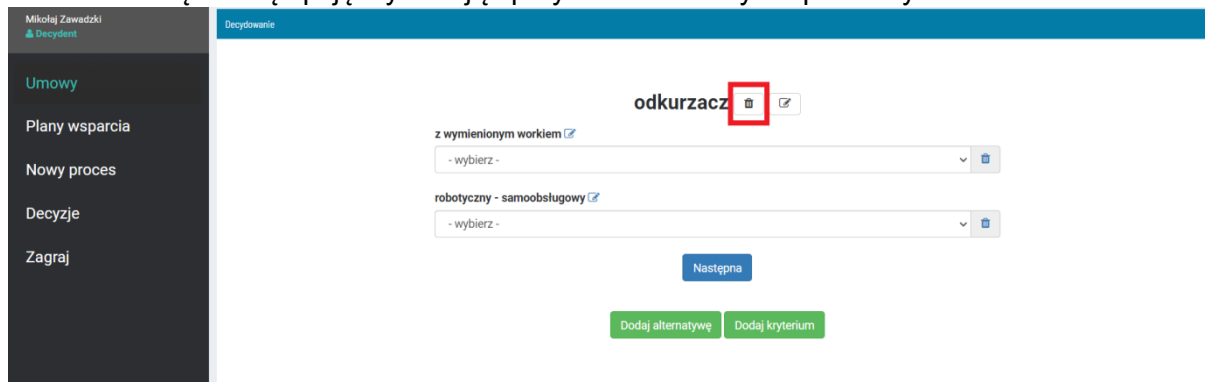 Mikołaj Zawadzki
Decydent
Decydowanie
Umowy
Plany wsparcia
Nowy proces
Decyzje
Zagraj
odkurzacz
z wymienionym workiem
- wybierz -
robotyczny - samoobsługowy
- wybierz -
Następna
Dodaj alternatywę Dodaj kryterium